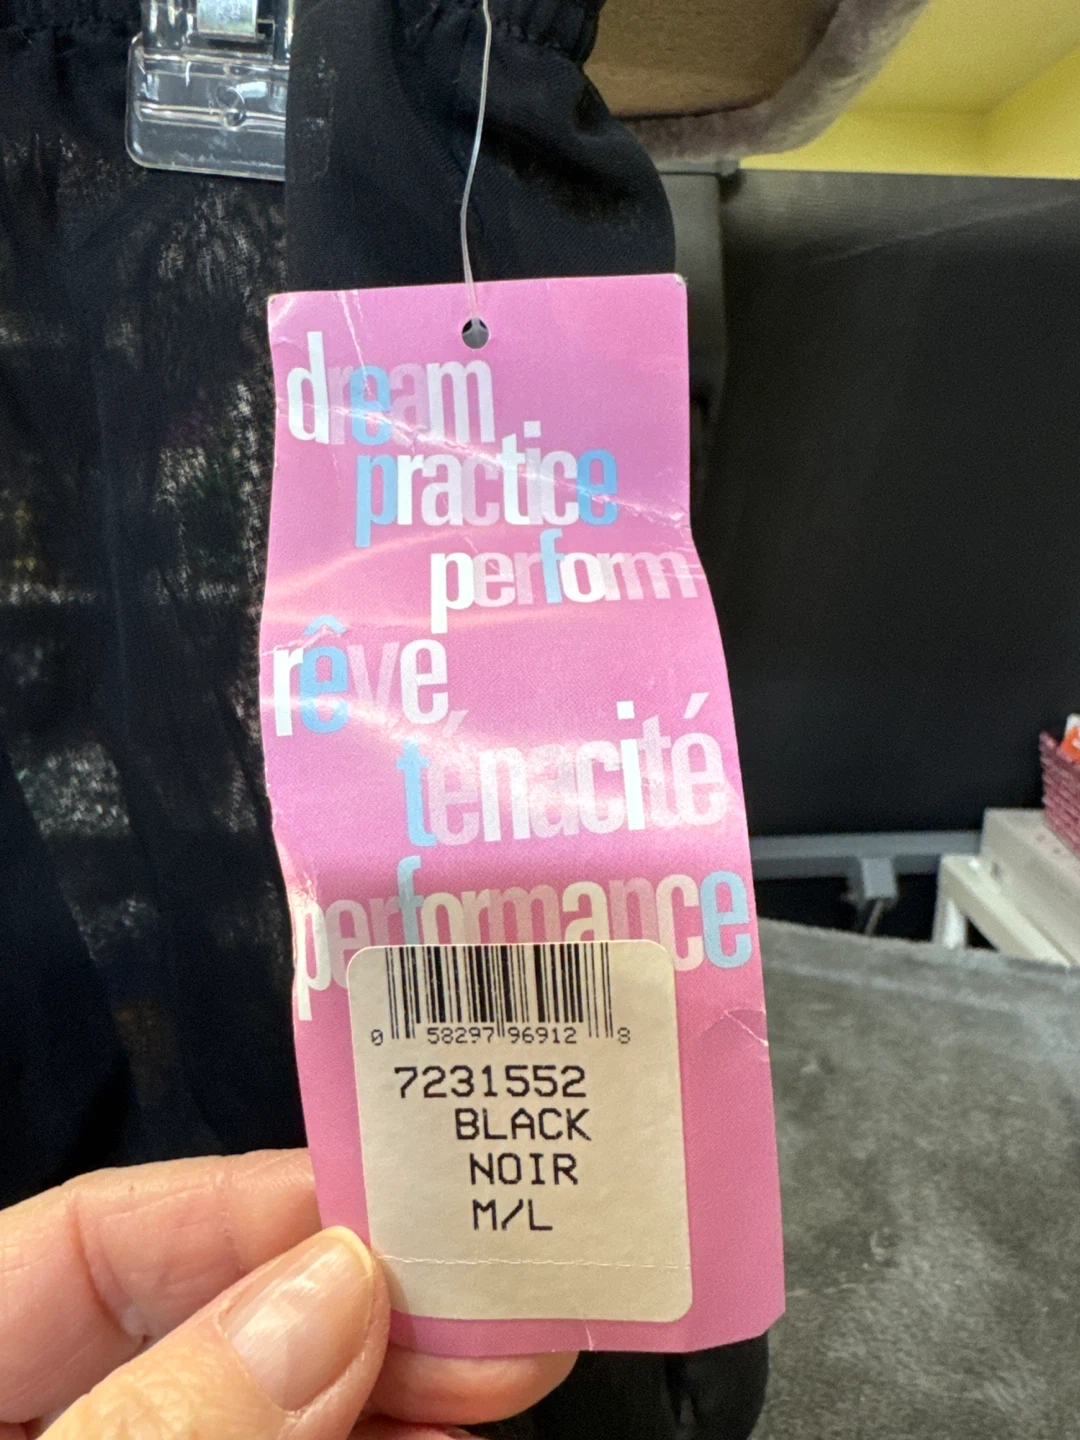 dream
practice
perform
rêve
ténacité
performance
0 58297 96912 8
7231552
BLACK
NOIR
M/L